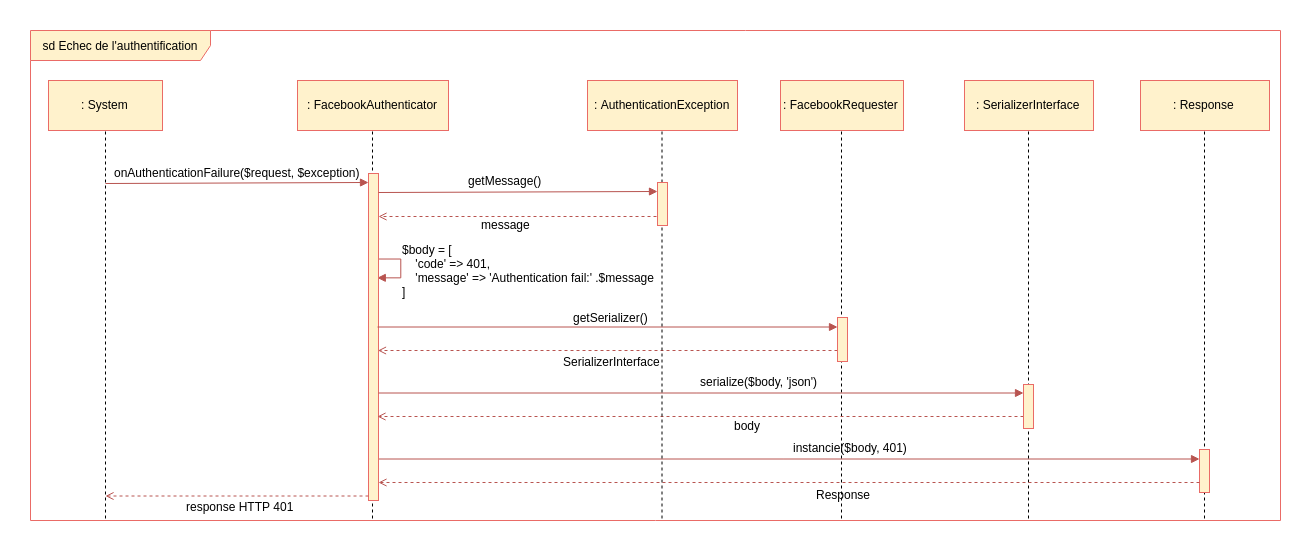 sd Echec de l'authentification
: System
: FacebookAuthenticator
: AuthenticationException
: FacebookRequester
: SerializerInterface
: Response
onAuthenticationFailure($request, $exception)
getMessage()
message
$body = [
'code' => 401,
'message' => 'Authentication fail:' .$message
]
getSerializer()
SerializerInterface
serialize($body, 'json')
body
instancie($body, 401)
Response
response HTTP 401